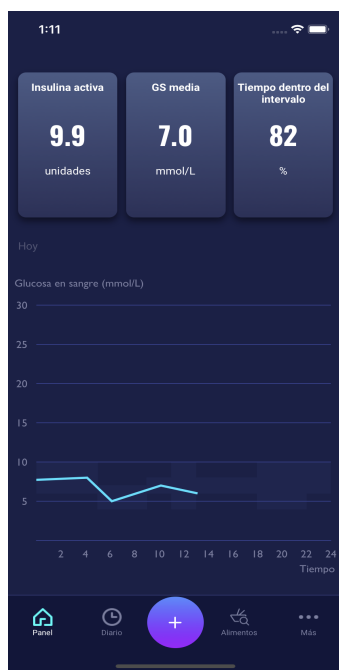 1:11
Insulina activa
9.9
unidades
GS media
7.0
mmol/L
Tiempo dentro del
intervalo
82
%
Hoy
Glucosa en sangre (mmol/L)
30
25
20
15
10
5
2 4 6 8 10 12 14 16 18 20 22 24
Tiempo
Panel
Diario
+
Alimentos
Más